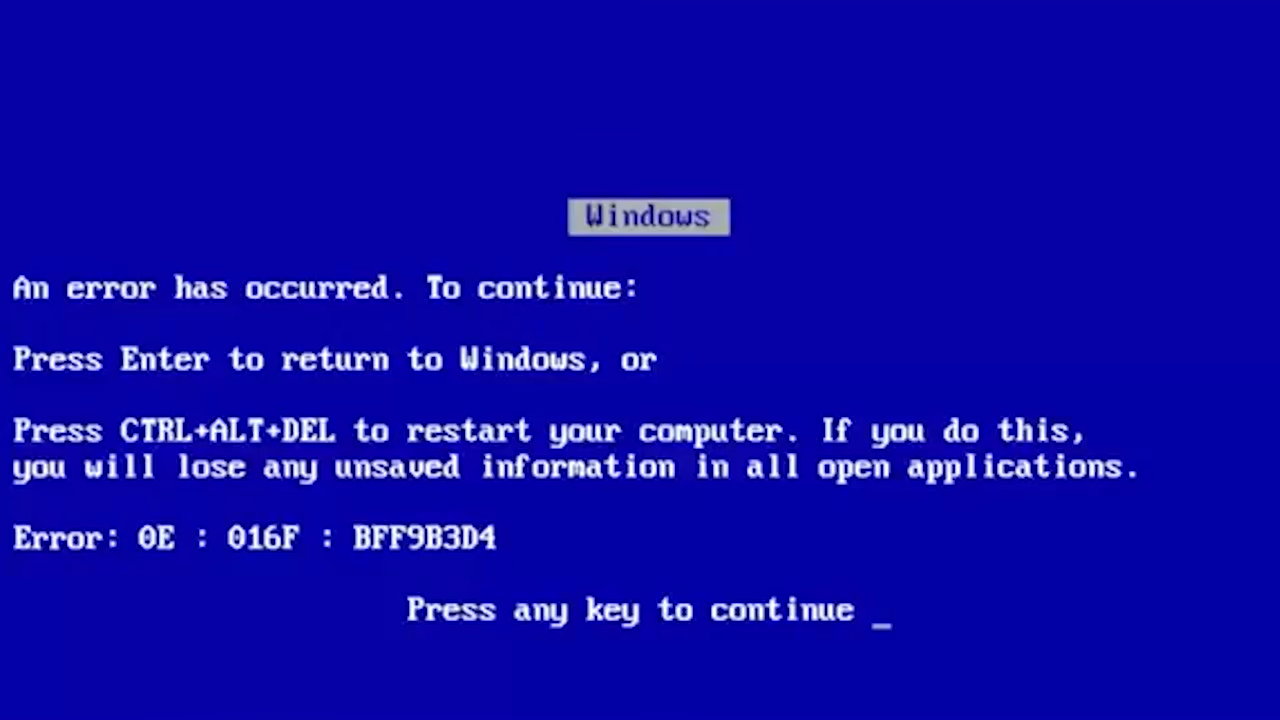 Windows
An error has occurred. To continue:
Press Enter to return to Windows, or
Press CTRL+ALT+DEL to restart your computer. If you do this,
you will lose any unsaved information in all open applications.
Error: 0E : 016F : BFF9B3D4
Press any key to continue _